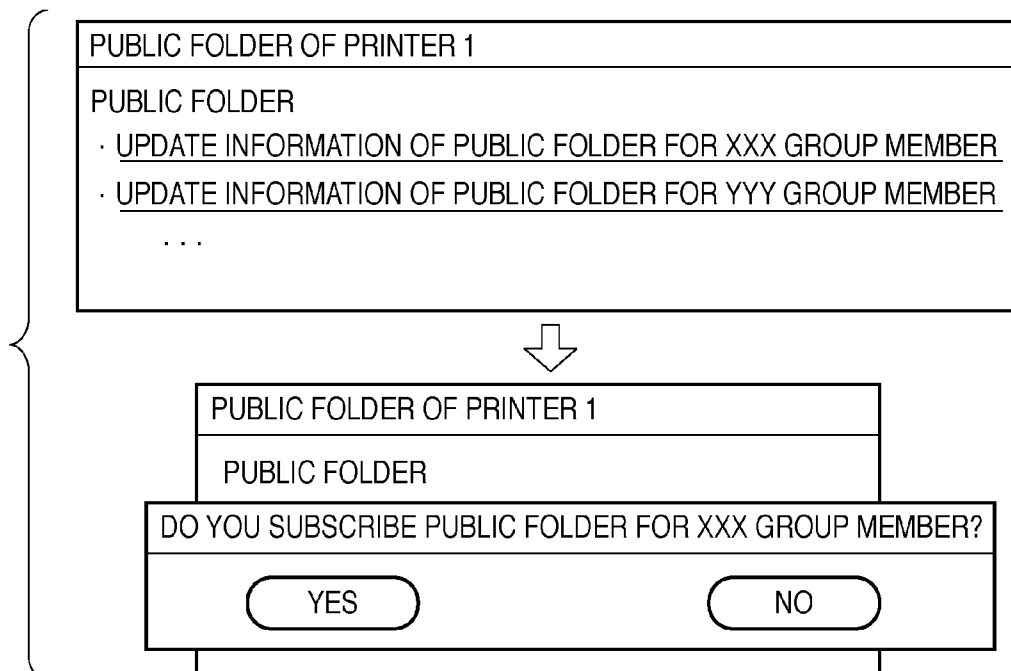 PUBLIC FOLDER OF PRINTER 1
PUBLIC FOLDER
· UPDATE INFORMATION OF PUBLIC FOLDER FOR XXX GROUP MEMBER
· UPDATE INFORMATION OF PUBLIC FOLDER FOR YYY GROUP MEMBER
. . .
PUBLIC FOLDER OF PRINTER 1
PUBLIC FOLDER
DO YOU SUBSCRIBE PUBLIC FOLDER FOR XXX GROUP MEMBER?
YES NO